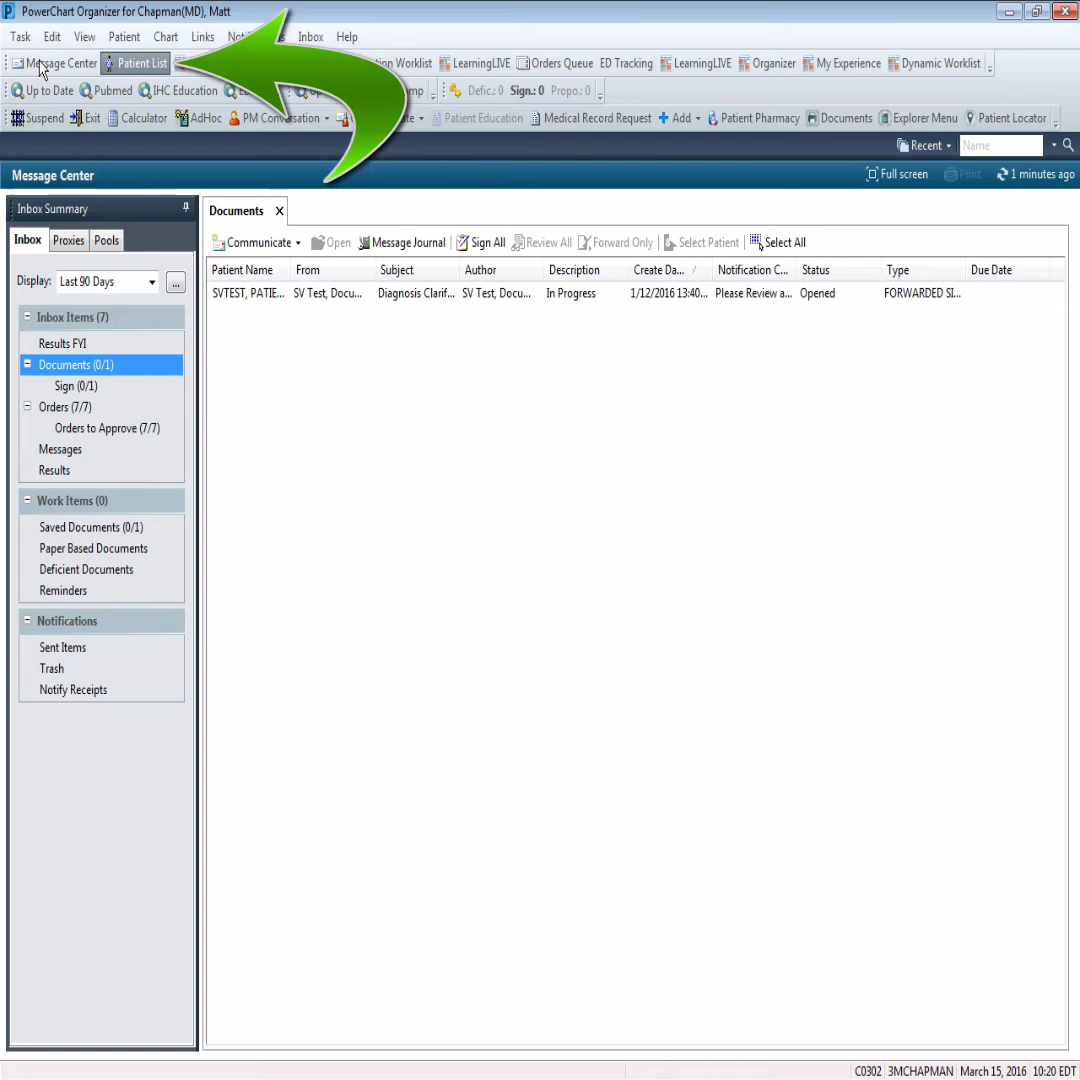 PowerChart Organizer for Chapman(MD), Matt
Task Edit View Patient Chart Links Inbox Help
Message Center Patient List Worklist LearningLIVE Orders Queue ED Tracking LearningLIVE Organizer My Experience Dynamic Worklist
Up to Date Pubmed IHC Education Defic.: 0 Sign.: 0 Propo.: 0
Suspend Exit Calculator AdHoc PM Conversation Patient Education Medical Record Request Add Patient Pharmacy Documents Explorer Menu Patient Locator
Recent Name
Message Center Full screen Print 1 minutes ago
Inbox Summary
Documents
Inbox Proxies Pools
Communicate Open Message Journal Sign All Review All Forward Only Select Patient Select All
Patient Name From Subject Author Description Create Da... Notification C... Status Type Due Date
SVTEST, PATIE... SV Test, Docu... Diagnosis Clarif... SV Test, Docu... In Progress 1/12/2016 13:40... Please Review a... Opened FORWARDED SI...
Display: Last 90 Days ...
Inbox Items (7)
Results FYI
Documents (0/1)
Sign (0/1)
Orders (7/7)
Orders to Approve (7/7)
Messages
Results
Work Items (0)
Saved Documents (0/1)
Paper Based Documents
Deficient Documents
Reminders
Notifications
Sent Items
Trash
Notify Receipts
C0302 3MCHAPMAN March 15, 2016 10:20 EDT